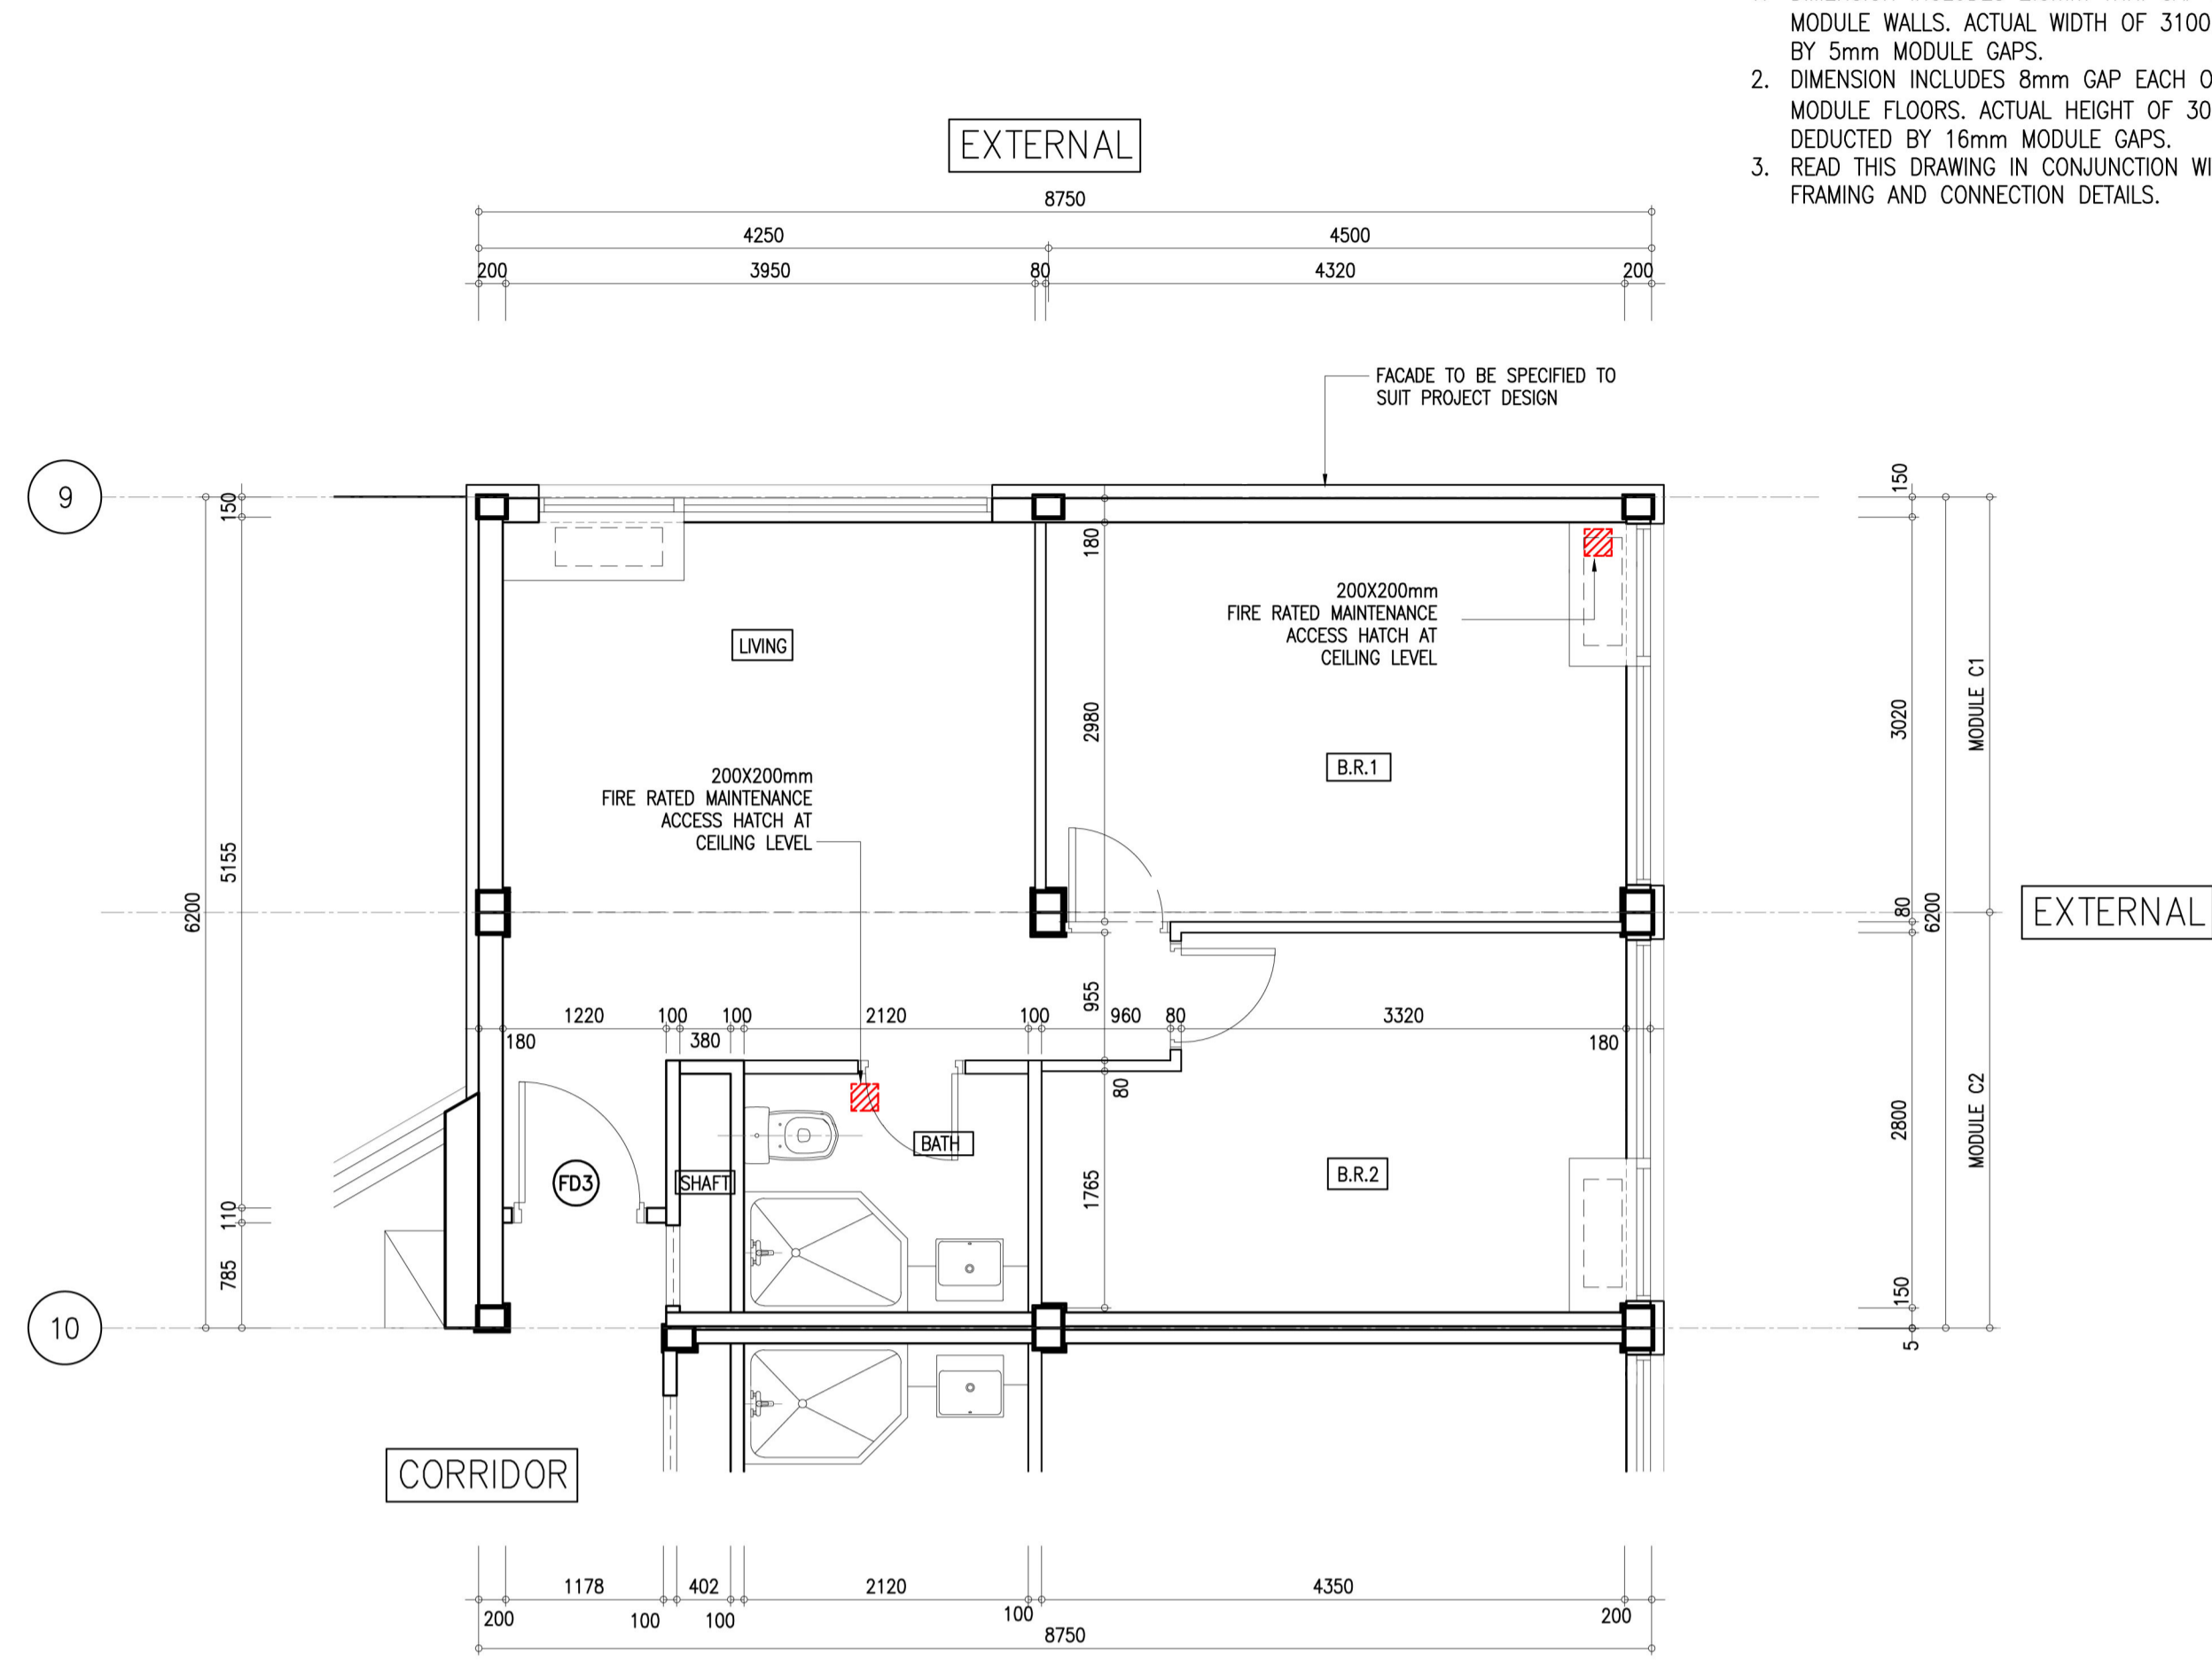 MODULE WALLS. ACTUAL WIDTH OF 3100
BY 5mm MODULE GAPS.
2. DIMENSION INCLUDES 8mm GAP EACH
MODULE FLOORS. ACTUAL HEIGHT OF 30
DEDUCTED BY 16mm MODULE GAPS.
3. READ THIS DRAWING IN CONJUNCTION
FRAMING AND CONNECTION DETAILS.
EXTERNAL
8750
4250
4500
200
3950
80
4320
200
FACADE TO BE SPECIFIED TO
SUIT PROJECT DESIGN
9
150
5155
6200
110
785
10
150
3020
80
6200
2800
150
5
MODULE C1
MODULE C2
EXTERNAL
180
2980
955
80
1765
200X200mm
FIRE RATED MAINTENANCE
ACCESS HATCH AT
CEILING LEVEL
LIVING
B.R.1
200X200mm
FIRE RATED MAINTENANCE
ACCESS HATCH AT
CEILING LEVEL
1220
100
100
2120
100
960
80
3320
180
380
180
BATH
FD3
SHAFT
B.R.2
CORRIDOR
1178
402
2120
4350
200
100
100
100
200
8750